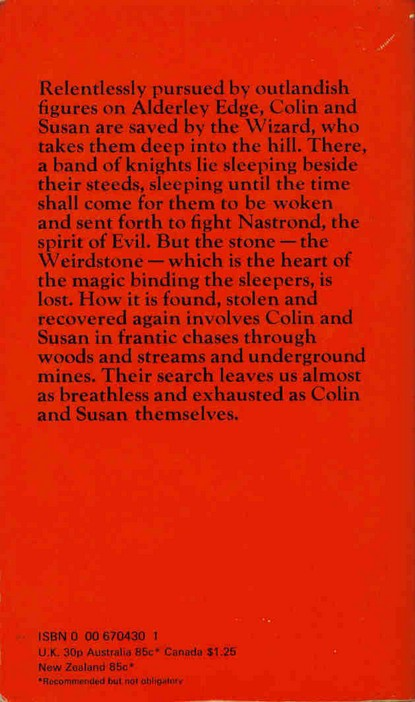 Relentlessly pursued by outlandish
figures on Alderley Edge, Colin and
Susan are saved by the Wizard, who
takes them deep into the hill. There,
a band of knights lie sleeping beside
their steeds, sleeping until the time
shall come for them to be woken
and sent forth to fight Nastrond, the
spirit of Evil. But the stone — the
Weirdstone — which is the heart of
the magic binding the sleepers, is
lost. How it is found, stolen and
recovered again involves Colin and
Susan in frantic chases through
woods and streams and underground
mines. Their search leaves us almost
as breathless and exhausted as Colin
and Susan themselves.
ISBN 0 00 670430 1
U.K. 30p Australia 85c* Canada $1.25
New Zealand 85c*
*Recommended but not obligatory